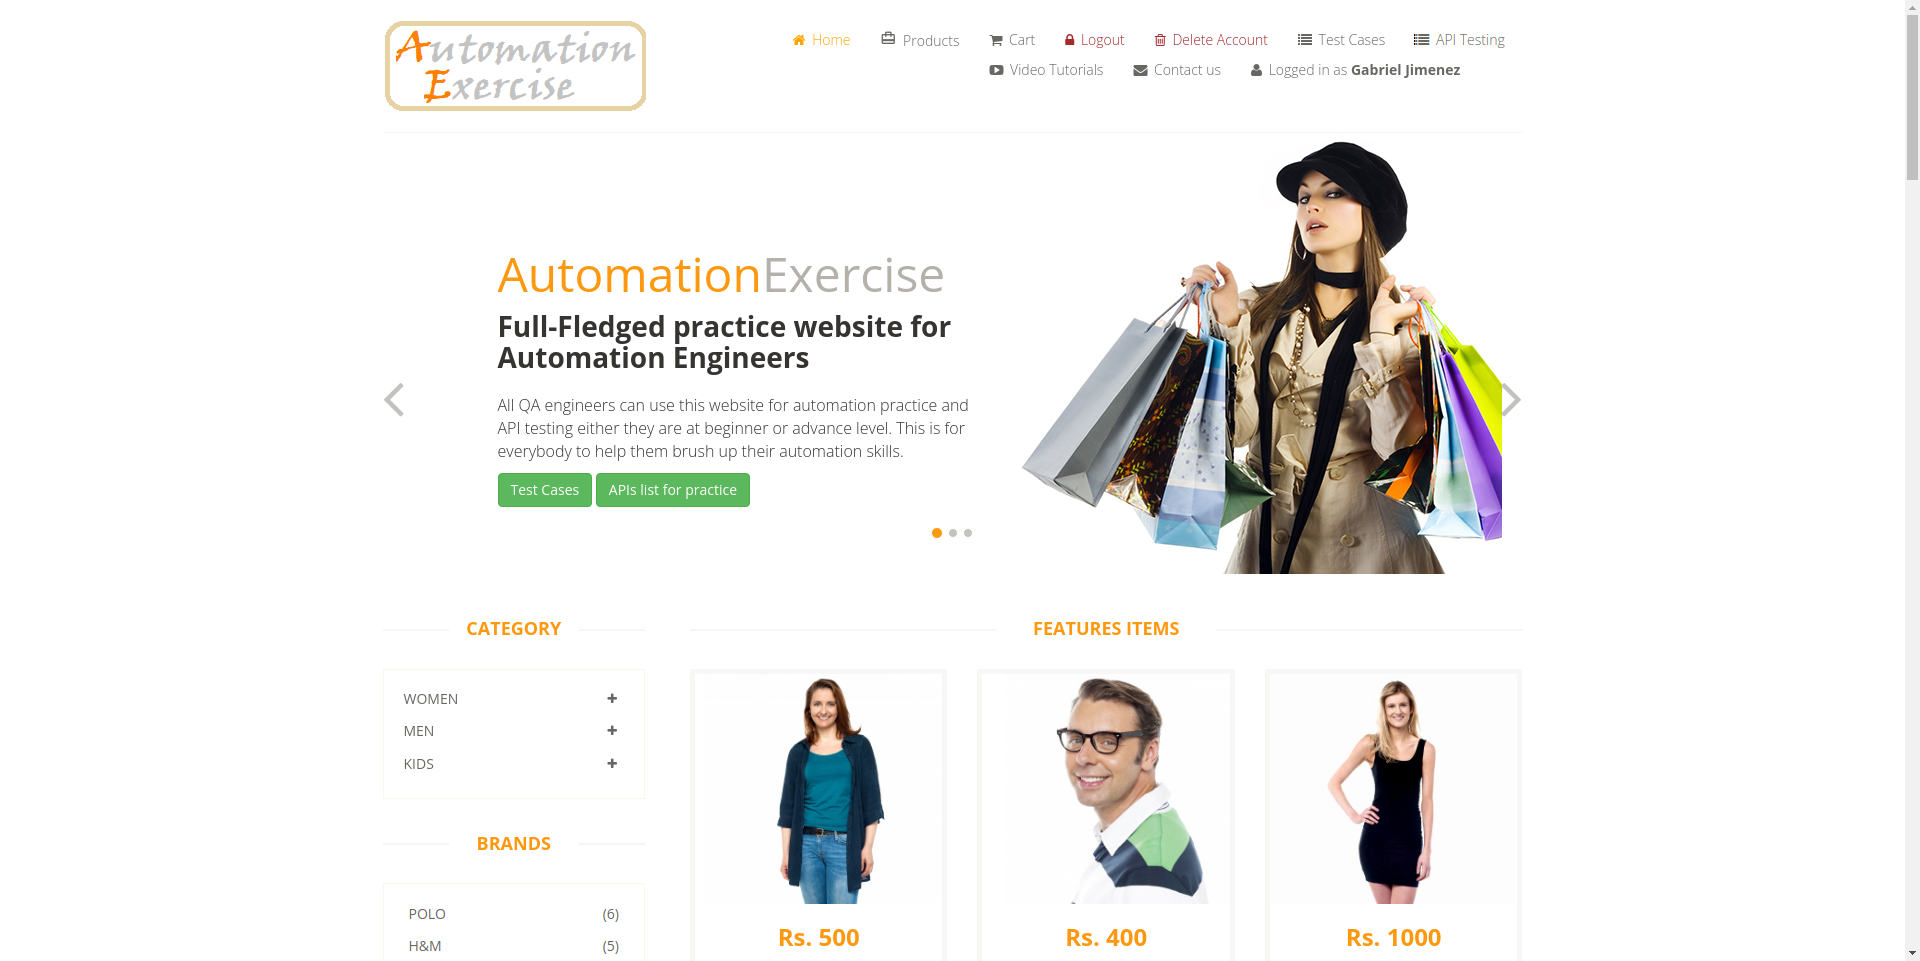 Automation
Exercise
Home Products Cart Logout Delete Account Test Cases API Testing
Video Tutorials Contact us Logged in as Gabriel Jimenez
AutomationExercise
Full-Fledged practice website for
Automation Engineers
All QA engineers can use this website for automation practice and
API testing either they are at beginner or advance level. This is for
everybody to help them brush up their automation skills.
Test Cases APIs list for practice
CATEGORY
WOMEN
MEN
KIDS
BRANDS
POLO (6)
H&M (5)
FEATURES ITEMS
Rs. 500
Rs. 400
Rs. 1000